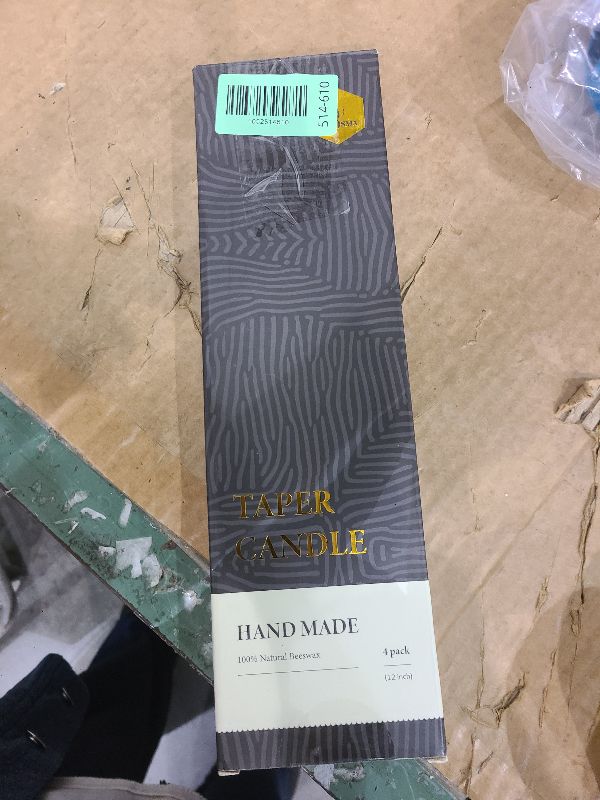 514-610
TAPER
CANDLE
HAND MADE
100% Natural Beeswax
4 pack
(12 inch)